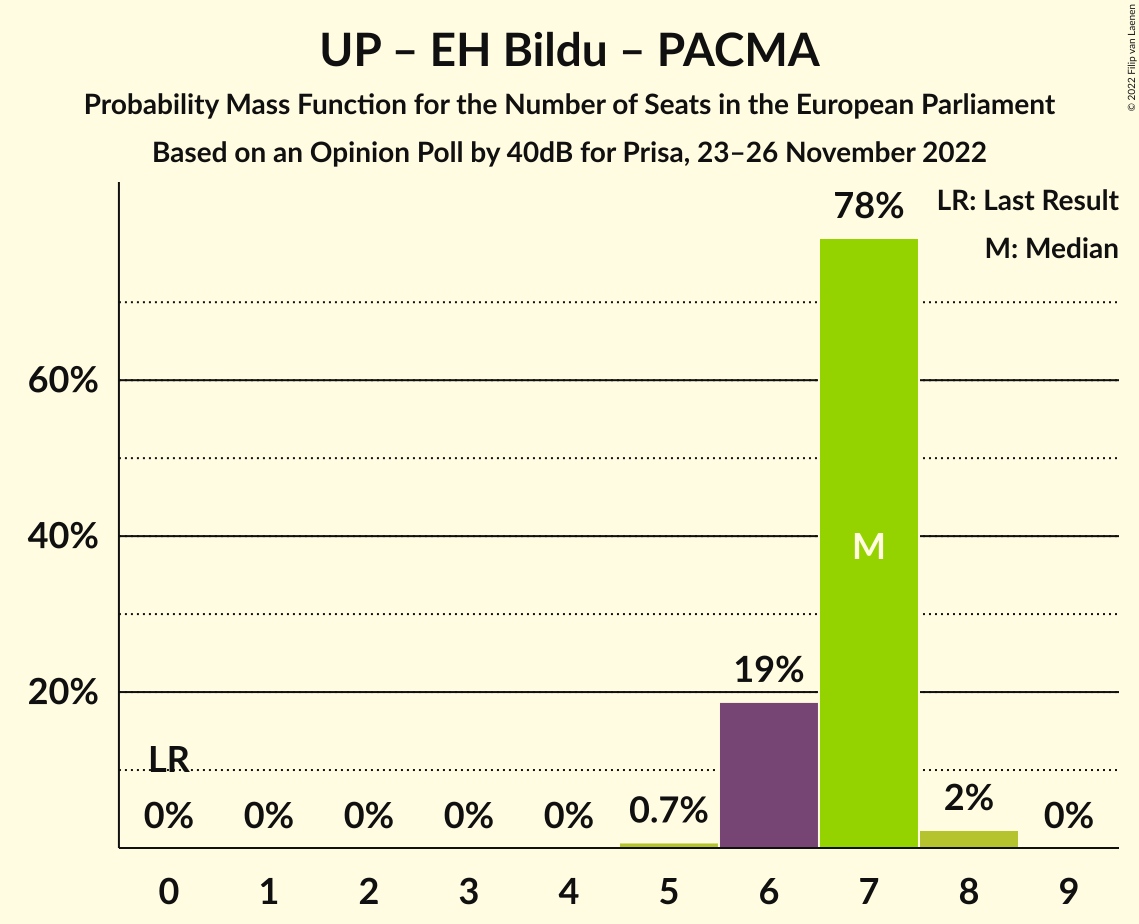 UP – EH Bildu – PACMA
Probability Mass Function for the Number of Seats in the European Parliament
Based on an Opinion Poll by 40dB for Prisa, 23–26 November 2022
© 2022 Filip van Laenen
LR: Last Result
M: Median
78%
60%
40%
M
20%
19%
LR
0%
0%
0%
0%
0%
0.7%
2%
0%
0
1
2
3
4
5
6
7
8
9